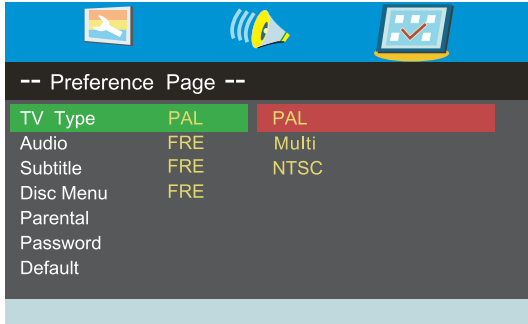 -- Preference Page --
TV Type PAL PAL
Audio FRE Multi
Subtitle FRE NTSC
Disc Menu FRE
Parental
Password
Default